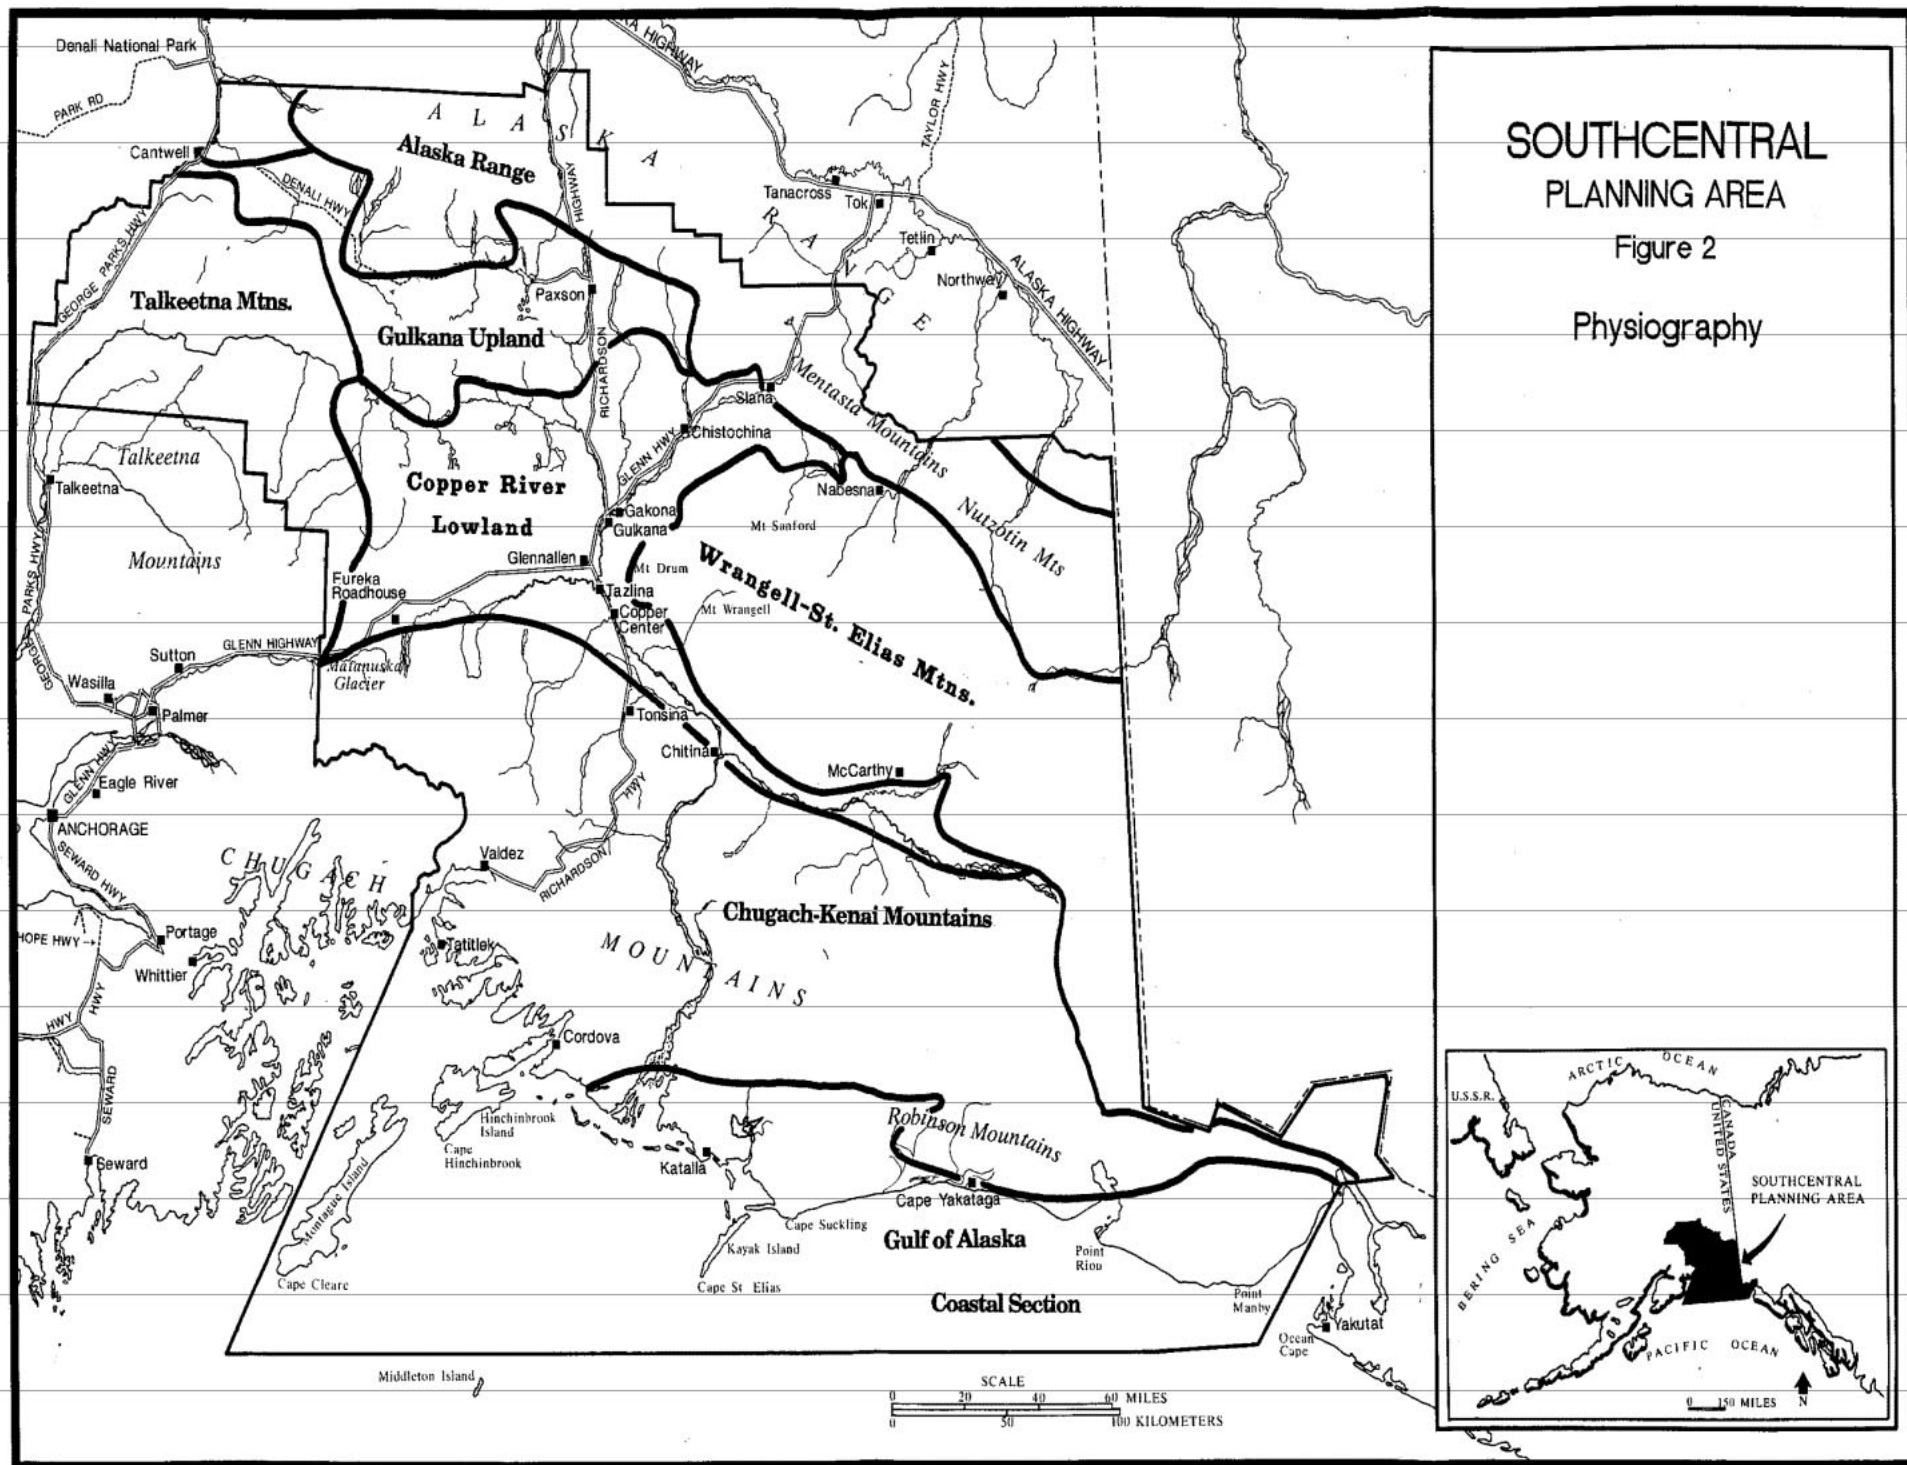 Denali National Park
PARK RD
Cantwell
DENALI HWY
GEORGE PARKS HWY
A L A S K A
R A N G E
Alaska Range
HIGHWAY
HIGHWAY
TAYLOR HWY
Tanacross
Tok
Tetlin
Northway
ALASKA HIGHWAY
Talkeetna Mtns.
Paxson
Gulkana Upland
RICHARDSON
Slana
Mentasta Mountains
Chistochina
GLENN HWY
Talkeetna
Talkeetna
Mountains
Copper River
Lowland
Gakona
Gulkana
Nabesna
Mt Sanford
Nutzotin Mts
Glennallen
Mt Drum
Wrangell-St. Elias Mtns.
Eureka
Roadhouse
Tazlina
Copper
Center
Mt Wrangell
GEORGE PARKS HWY
GLENN HIGHWAY
Sutton
Matanuska
Glacier
Wasilla
Palmer
Tonsina
Chitina
McCarthy
GLENN HWY
Eagle River
ANCHORAGE
SEWARD HWY
HWY
Valdez
RICHARDSON
C H U G A C H
M O U N T A I N S
Chugach-Kenai Mountains
Portage
HOPE HWY
Whittier
Tatitlek
HWY
HWY
SEWARD
Cordova
Hinchinbrook
Island
Cape
Hinchinbrook
Robinson Mountains
Katalla
Seward
Montague Island
Cape Yakataga
Cape Suckling
Kayak Island
Gulf of Alaska
Point
Riou
Cape Cleare
Cape St Elias
Coastal Section
Point
Manby
Yakutat
Ocean
Cape
Middleton Island
SCALE
0 20 40 60 MILES
0 50 100 KILOMETERS
SOUTHCENTRAL
PLANNING AREA
Figure 2
Physiography
ARCTIC OCEAN
U.S.S.R.
CANADA
UNITED STATES
SOUTHCENTRAL
PLANNING AREA
BERING SEA
PACIFIC OCEAN
0 150 MILES N